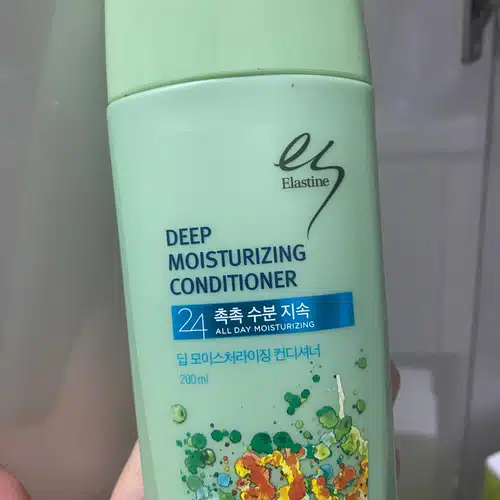 es
Elastine
DEEP
MOISTURIZING
CONDITIONER
24 촉촉 수분 지속
ALL DAY MOISTURIZING
딥 모이스처라이징 컨디셔너
200ml